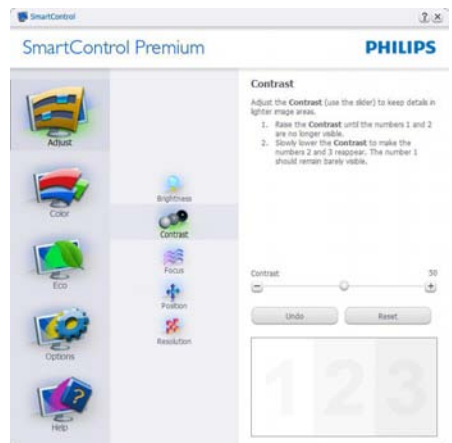 SmartControl
? ×
SmartControl Premium
PHILIPS
Adjust
Color
Eco
Options
Help
Brightness
Contrast
Focus
Position
Resolution
Contrast
Adjust the Contrast (use the slider) to keep details in
lighter image areas.
1. Raise the Contrast until the numbers 1 and 2
are no longer visible.
2. Slowly lower the Contrast to make the
numbers 2 and 3 reappear. The number 1
should remain barely visible.
Contrast 50
Undo Reset
1 2 3